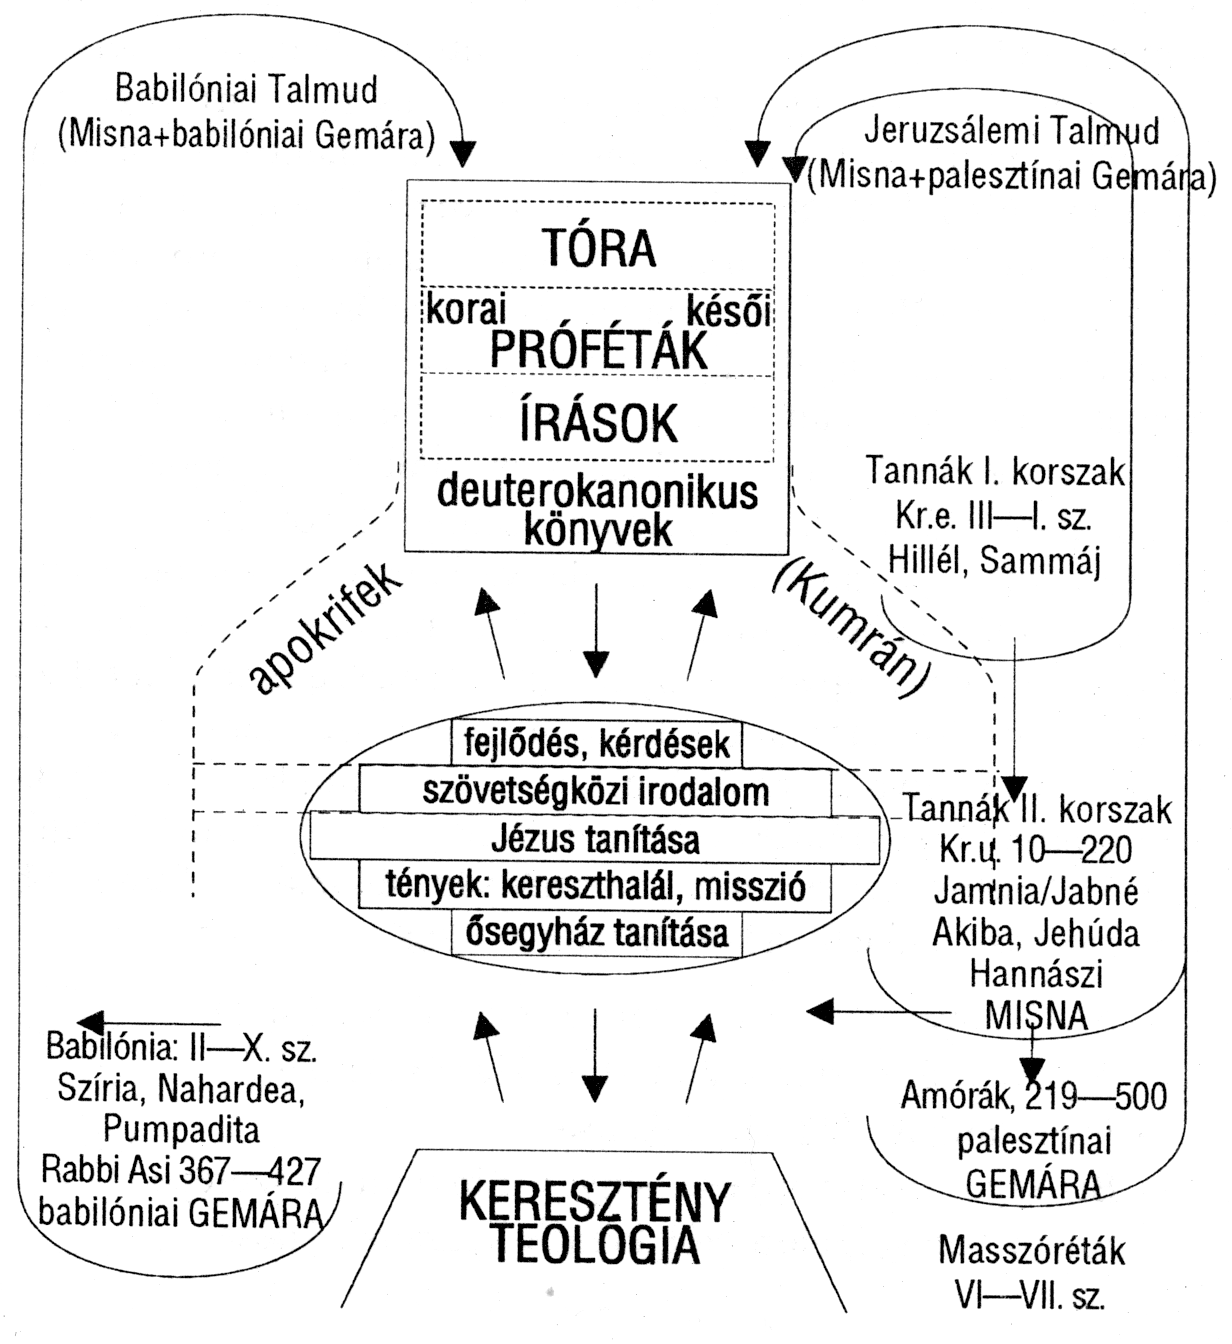 Babilóniai Talmud
(Misna+babilóniai Gemára)
Jeruzsálemi Talmud
(Misna+palesztínai Gemára)
TÓRA
korai késői
PRÓFÉTÁK
ÍRÁSOK
deuterokanonikus
könyvek
apokrifek
(Kumrán)
Tannák I. korszak
Kr.e. III—I. sz.
Hillél, Sammáj
fejlődés, kérdések
szövetségközi irodalom
Jézus tanítása
tények: kereszthalál, misszió
ősegyház tanítása
Tannák II. korszak
Kr.u. 10—220
Jamnia/Jabné
Akiba, Jehúda
Hannászi
MISNA
Babilónia: II—X. sz.
Szíria, Nahardea,
Pumpadita
Rabbi Asi 367—427
babilóniai GEMÁRA
Amórák, 219—500
palesztínai
GEMÁRA
KERESZTÉNY
TEOLÓGIA
Masszóréták
VI—VII. sz.